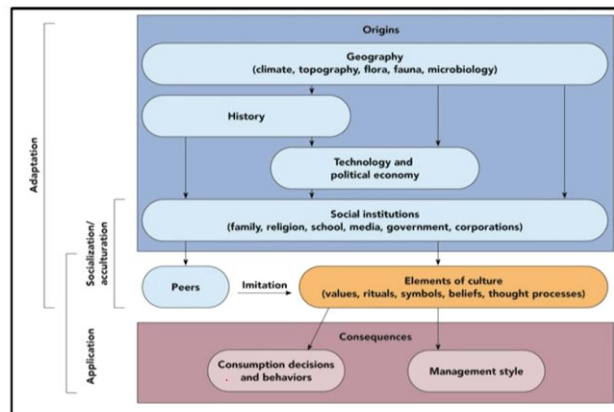 Origins
Geography
(climate, topography, flora, fauna, microbiology)
History
Technology and
political economy
Social institutions
(family, religion, school, media, government, corporations)
Peers
Imitation
Elements of culture
(values, rituals, symbols, beliefs, thought processes)
Consequences
Consumption decisions
and behaviors
Management style
Adaptation
Socialization/
acculturation
Application